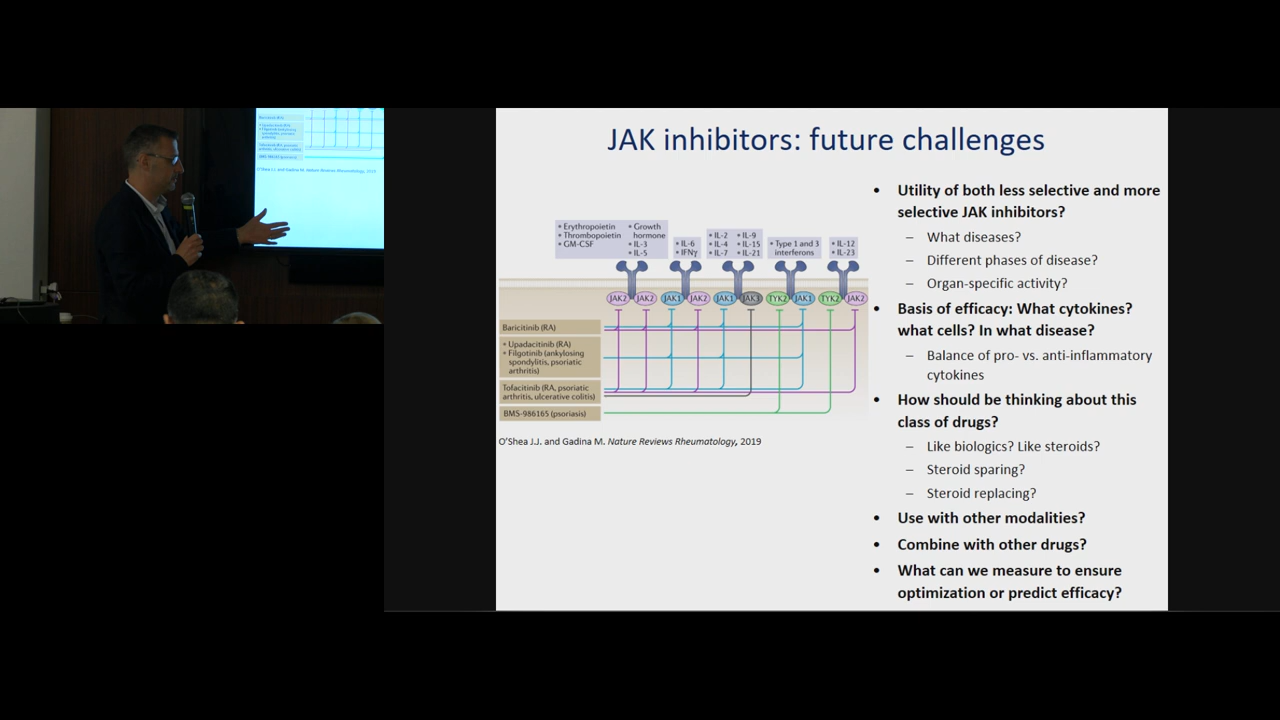 JAK inhibitors: future challenges
• Erythropoietin
• Thrombopoietin
• GM-CSF
• Growth
hormone
• IL-3
• IL-5
• IL-6
• IFNγ
• IL-2
• IL-4
• IL-7
• IL-9
• IL-15
• IL-21
• Type 1 and 3
interferons
• IL-12
• IL-23
JAK2 JAK2 JAK1 JAK2 JAK1 JAK3 TYK2 JAK1 TYK2 JAK2
Baricitinib (RA)
• Upadacitinib (RA)
• Filgotinib (ankylosing
spondylitis, psoriatic
arthritis)
Tofacitinib (RA, psoriatic
arthritis, ulcerative colitis)
BMS-986165 (psoriasis)
O'Shea J.J. and Gadina M. Nature Reviews Rheumatology, 2019
• Utility of both less selective and more
selective JAK inhibitors?
– What diseases?
– Different phases of disease?
– Organ-specific activity?
• Basis of efficacy: What cytokines?
what cells? In what disease?
– Balance of pro- vs. anti-inflammatory
cytokines
• How should be thinking about this
class of drugs?
– Like biologics? Like steroids?
– Steroid sparing?
– Steroid replacing?
• Use with other modalities?
• Combine with other drugs?
• What can we measure to ensure
optimization or predict efficacy?